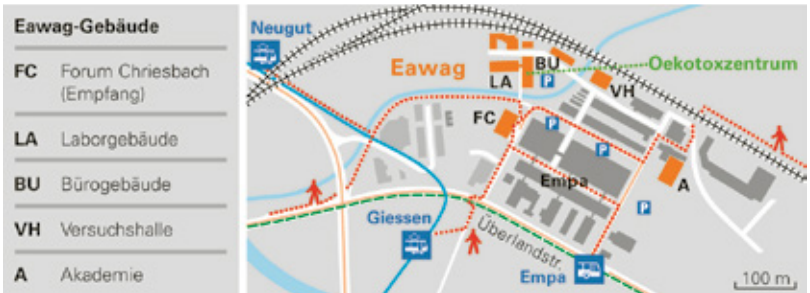 Eawag-Gebäude
FC Forum Chriesbach
(Empfang)
LA Laborgebäude
BU Bürogebäude
VH Versuchshalle
A Akademie
Neugut
Eawag
BU
Oekotoxzentrum
LA
P
VH
FC
P
P
Empa
A
P
Giessen
Überlandstr.
Empa
100 m